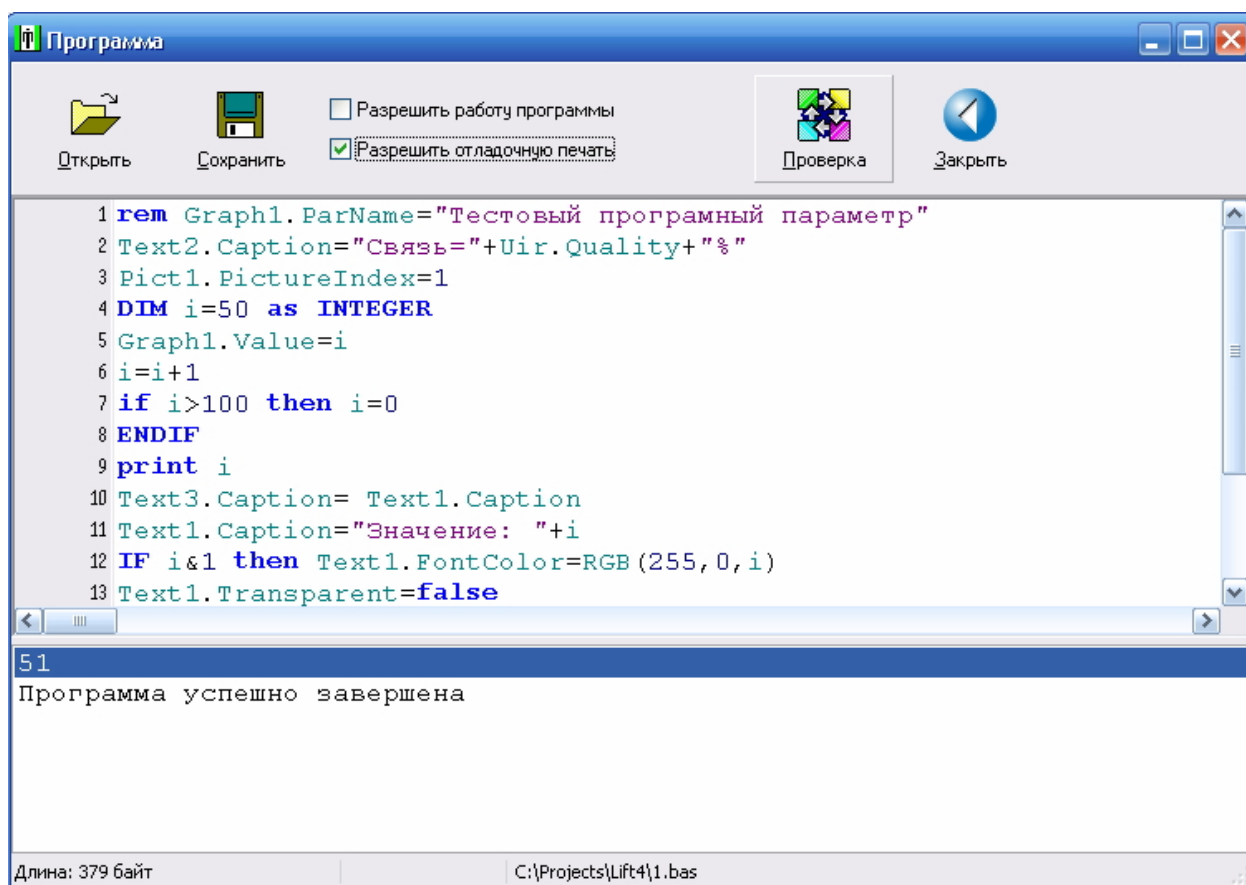 Программа
Открыть
Сохранить
Разрешить работу программы
Разрешить отладочную печать
Проверка
Закрыть
1 rem Graph1.ParName="Тестовый програмный параметр"
2 Text2.Caption="Связь="+Uir.Quality+"%"
3 Pict1.PictureIndex=1
4 DIM i=50 as INTEGER
5 Graph1.Value=i
6 i=i+1
7 if i>100 then i=0
8 ENDIF
9 print i
10 Text3.Caption= Text1.Caption
11 Text1.Caption="Значение: "+i
12 IF i&1 then Text1.FontColor=RGB(255,0,i)
13 Text1.Transparent=false
51
Программа успешно завершена
Длина: 379 байт
C:\Projects\Lift4\1.bas